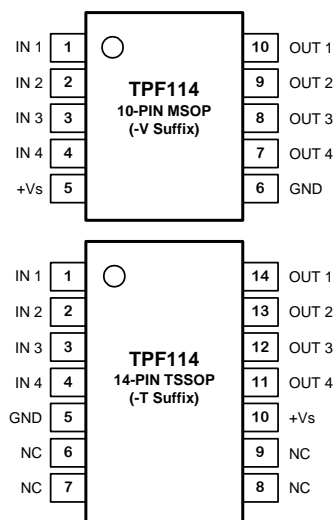 IN 1 1 10 OUT 1
IN 2 2 9 OUT 2
IN 3 3 8 OUT 3
IN 4 4 7 OUT 4
+Vs 5 6 GND
TPF114
10-PIN MSOP
(-V Suffix)
IN 1 1 14 OUT 1
IN 2 2 13 OUT 2
IN 3 3 12 OUT 3
IN 4 4 11 OUT 4
GND 5 10 +Vs
NC 6 9 NC
NC 7 8 NC
TPF114
14-PIN TSSOP
(-T Suffix)